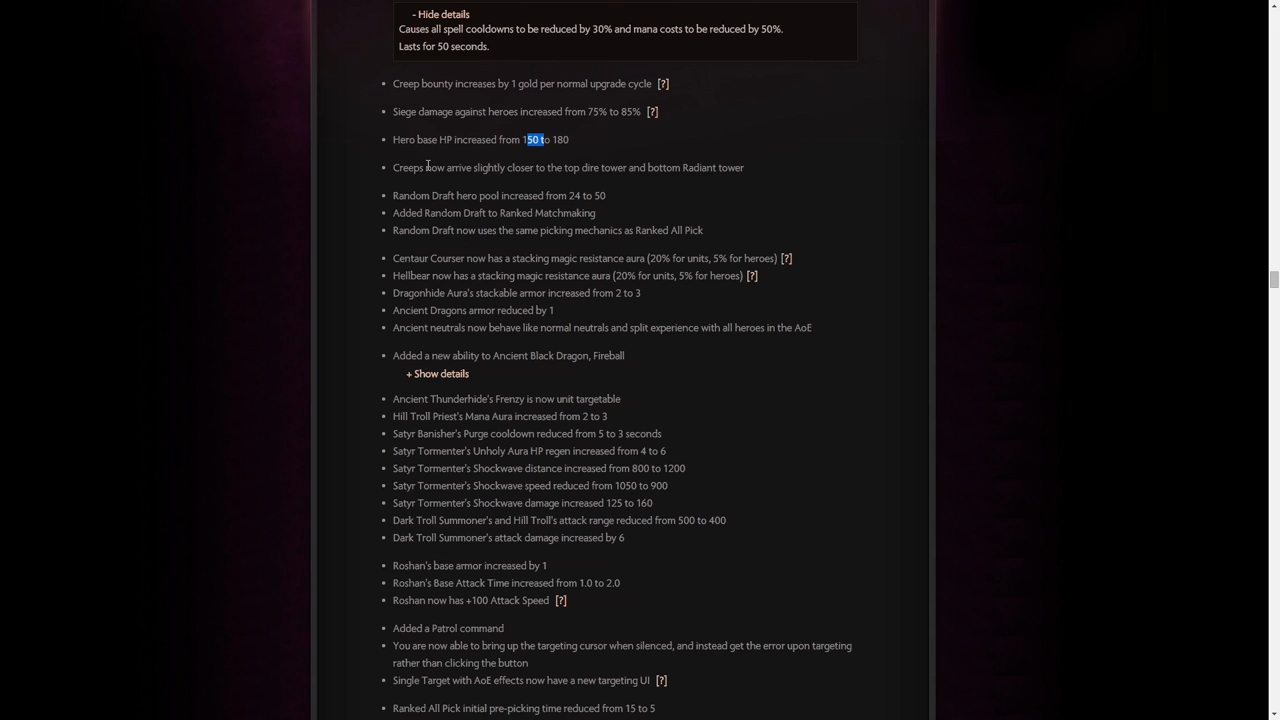 - Hide details
Causes all spell cooldowns to be reduced by 30% and mana costs to be reduced by 50%.
Lasts for 50 seconds.
• Creep bounty increases by 1 gold per normal upgrade cycle [?]
• Siege damage against heroes increased from 75% to 85% [?]
• Hero base HP increased from 150 to 180
• Creeps now arrive slightly closer to the top dire tower and bottom Radiant tower
• Random Draft hero pool increased from 24 to 50
• Added Random Draft to Ranked Matchmaking
• Random Draft now uses the same picking mechanics as Ranked All Pick
• Centaur Courser now has a stacking magic resistance aura (20% for units, 5% for heroes) [?]
• Hellbear now has a stacking magic resistance aura (20% for units, 5% for heroes) [?]
• Dragonhide Aura's stackable armor increased from 2 to 3
• Ancient Dragons armor reduced by 1
• Ancient neutrals now behave like normal neutrals and split experience with all heroes in the AoE
• Added a new ability to Ancient Black Dragon, Fireball
+ Show details
• Ancient Thunderhide's Frenzy is now unit targetable
• Hill Troll Priest's Mana Aura increased from 2 to 3
• Satyr Banisher's Purge cooldown reduced from 5 to 3 seconds
• Satyr Tormenter's Unholy Aura HP regen increased from 4 to 6
• Satyr Tormenter's Shockwave distance increased from 800 to 1200
• Satyr Tormenter's Shockwave speed reduced from 1050 to 900
• Satyr Tormenter's Shockwave damage increased 125 to 160
• Dark Troll Summoner's and Hill Troll's attack range reduced from 500 to 400
• Dark Troll Summoner's attack damage increased by 6
• Roshan's base armor increased by 1
• Roshan's Base Attack Time increased from 1.0 to 2.0
• Roshan now has +100 Attack Speed [?]
• Added a Patrol command
• You are now able to bring up the targeting cursor when silenced, and instead get the error upon targeting
rather than clicking the button
• Single Target with AoE effects now have a new targeting UI [?]
• Ranked All Pick initial pre-picking time reduced from 15 to 5